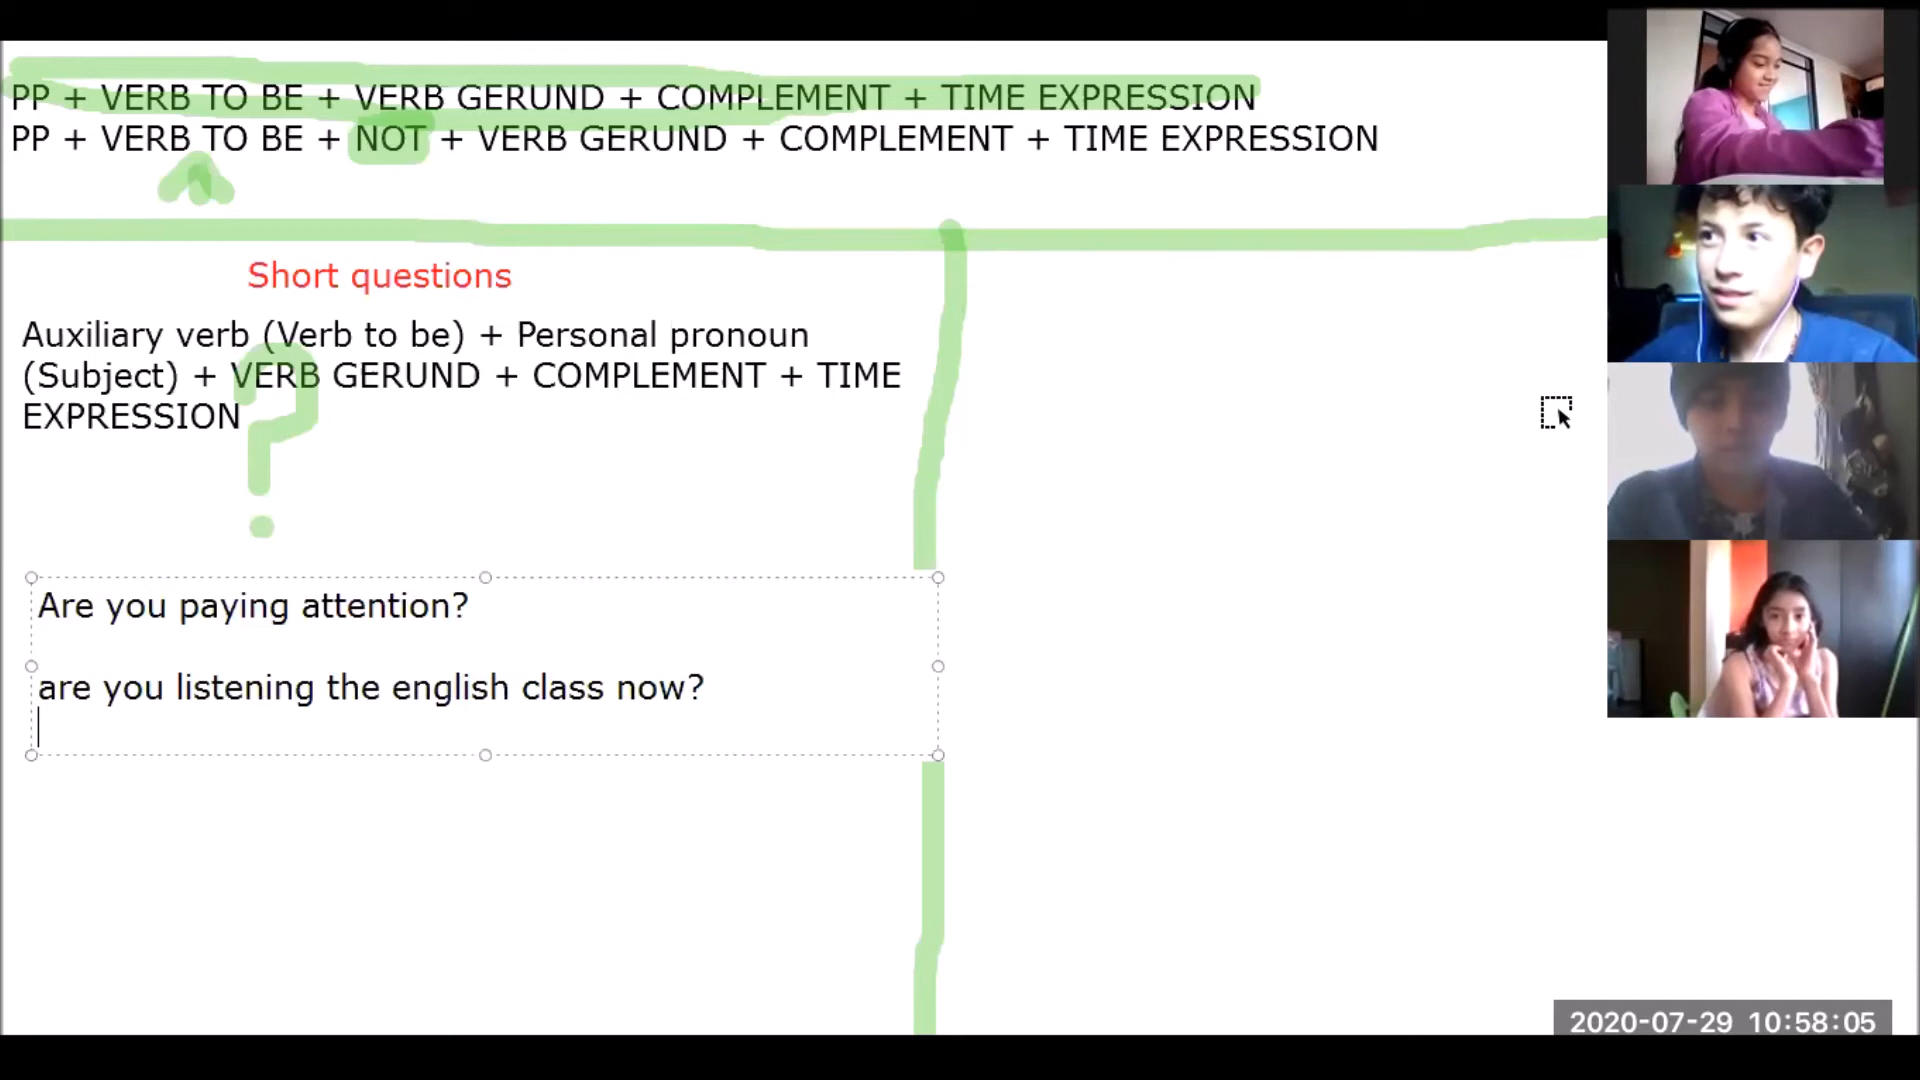 PP + VERB TO BE + VERB GERUND + COMPLEMENT + TIME EXPRESSION
PP + VERB TO BE + NOT + VERB GERUND + COMPLEMENT + TIME EXPRESSION
Short questions
Auxiliary verb (Verb to be) + Personal pronoun
(Subject) + VERB GERUND + COMPLEMENT + TIME
EXPRESSION
?
Are you paying attention?
are you listening the english class now?
2020-07-29 10:58:05